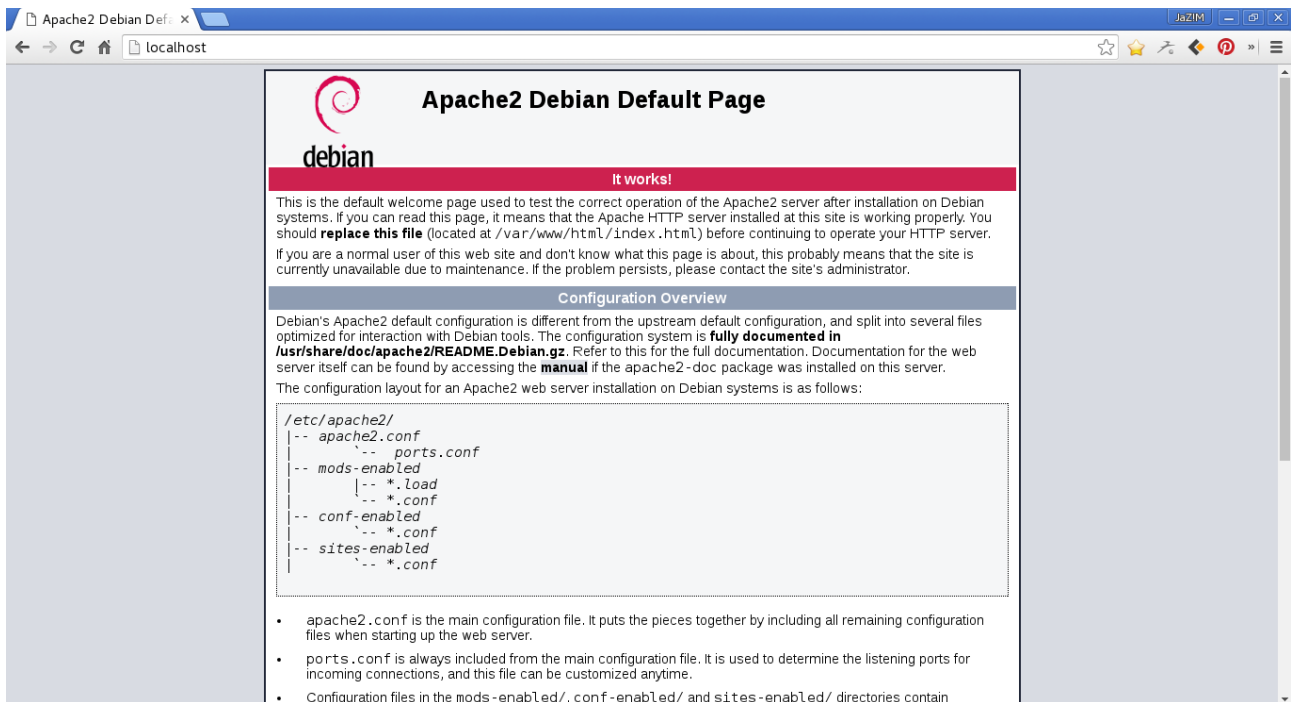 Apache2 Debian Defa
JaZIM
localhost
debian
Apache2 Debian Default Page
It works!
This is the default welcome page used to test the correct operation of the Apache2 server after installation on Debian
systems. If you can read this page, it means that the Apache HTTP server installed at this site is working properly. You
should replace this file (located at /var/www/html/index.html) before continuing to operate your HTTP server.
If you are a normal user of this web site and don't know what this page is about, this probably means that the site is
currently unavailable due to maintenance. If the problem persists, please contact the site's administrator.
Configuration Overview
Debian's Apache2 default configuration is different from the upstream default configuration, and split into several files
optimized for interaction with Debian tools. The configuration system is fully documented in
/usr/share/doc/apache2/README.Debian.gz. Refer to this for the full documentation. Documentation for the web
server itself can be found by accessing the manual if the apache2-doc package was installed on this server.
The configuration layout for an Apache2 web server installation on Debian systems is as follows:
/etc/apache2/
|-- apache2.conf
|       `--  ports.conf
|-- mods-enabled
|       |-- *.load
|       `-- *.conf
|-- conf-enabled
|       `-- *.conf
|-- sites-enabled
|       `-- *.conf
• apache2.conf is the main configuration file. It puts the pieces together by including all remaining configuration
files when starting up the web server.
• ports.conf is always included from the main configuration file. It is used to determine the listening ports for
incoming connections, and this file can be customized anytime.
• Configuration files in the mods-enabled/, conf-enabled/ and sites-enabled/ directories contain